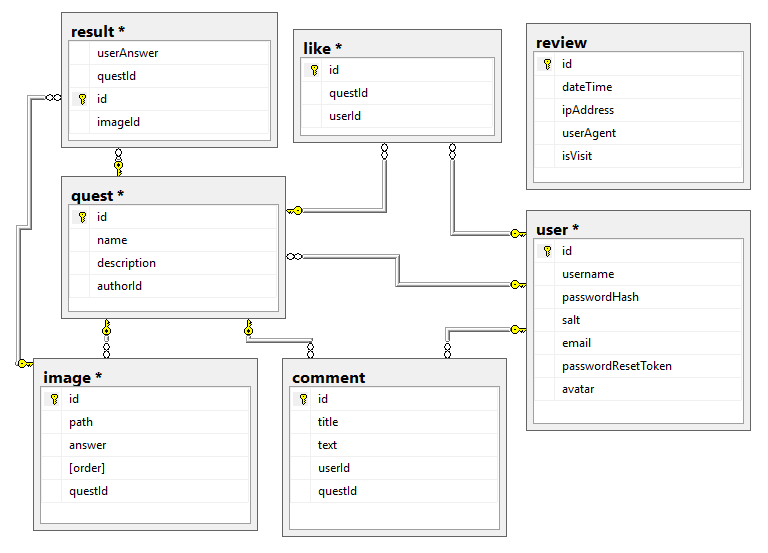 result *
userAnswer
questId
id
imageId
like *
id
questId
userId
review
id
dateTime
ipAddress
userAgent
isVisit
quest *
id
name
description
authorId
user *
id
username
passwordHash
salt
email
passwordResetToken
avatar
image *
id
path
answer
[order]
questId
comment
id
title
text
userId
questId